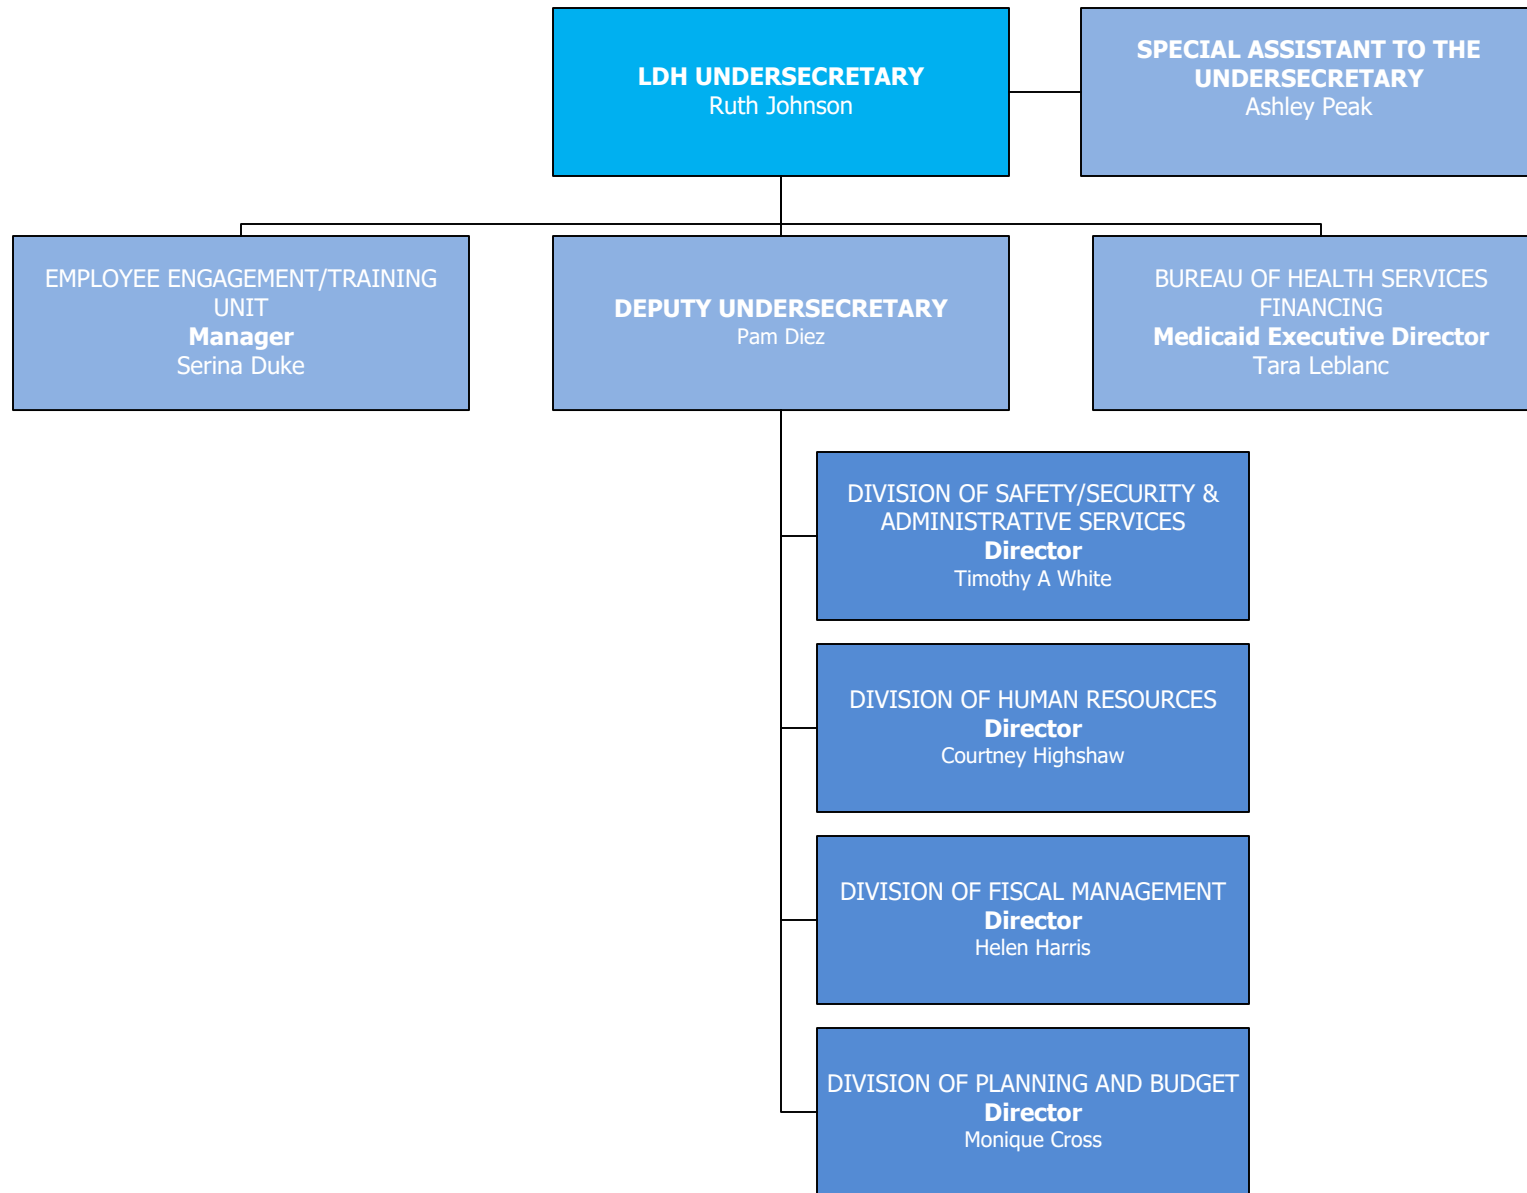 LDH UNDERSECRETARY
Ruth Johnson
SPECIAL ASSISTANT TO THE
UNDERSECRETARY
Ashley Peak
EMPLOYEE ENGAGEMENT/TRAINING
UNIT
Manager
Serina Duke
DEPUTY UNDERSECRETARY
Pam Diez
BUREAU OF HEALTH SERVICES
FINANCING
Medicaid Executive Director
Tara Leblanc
DIVISION OF SAFETY/SECURITY &
ADMINISTRATIVE SERVICES
Director
Timothy A White
DIVISION OF HUMAN RESOURCES
Director
Courtney Highshaw
DIVISION OF FISCAL MANAGEMENT
Director
Helen Harris
DIVISION OF PLANNING AND BUDGET
Director
Monique Cross